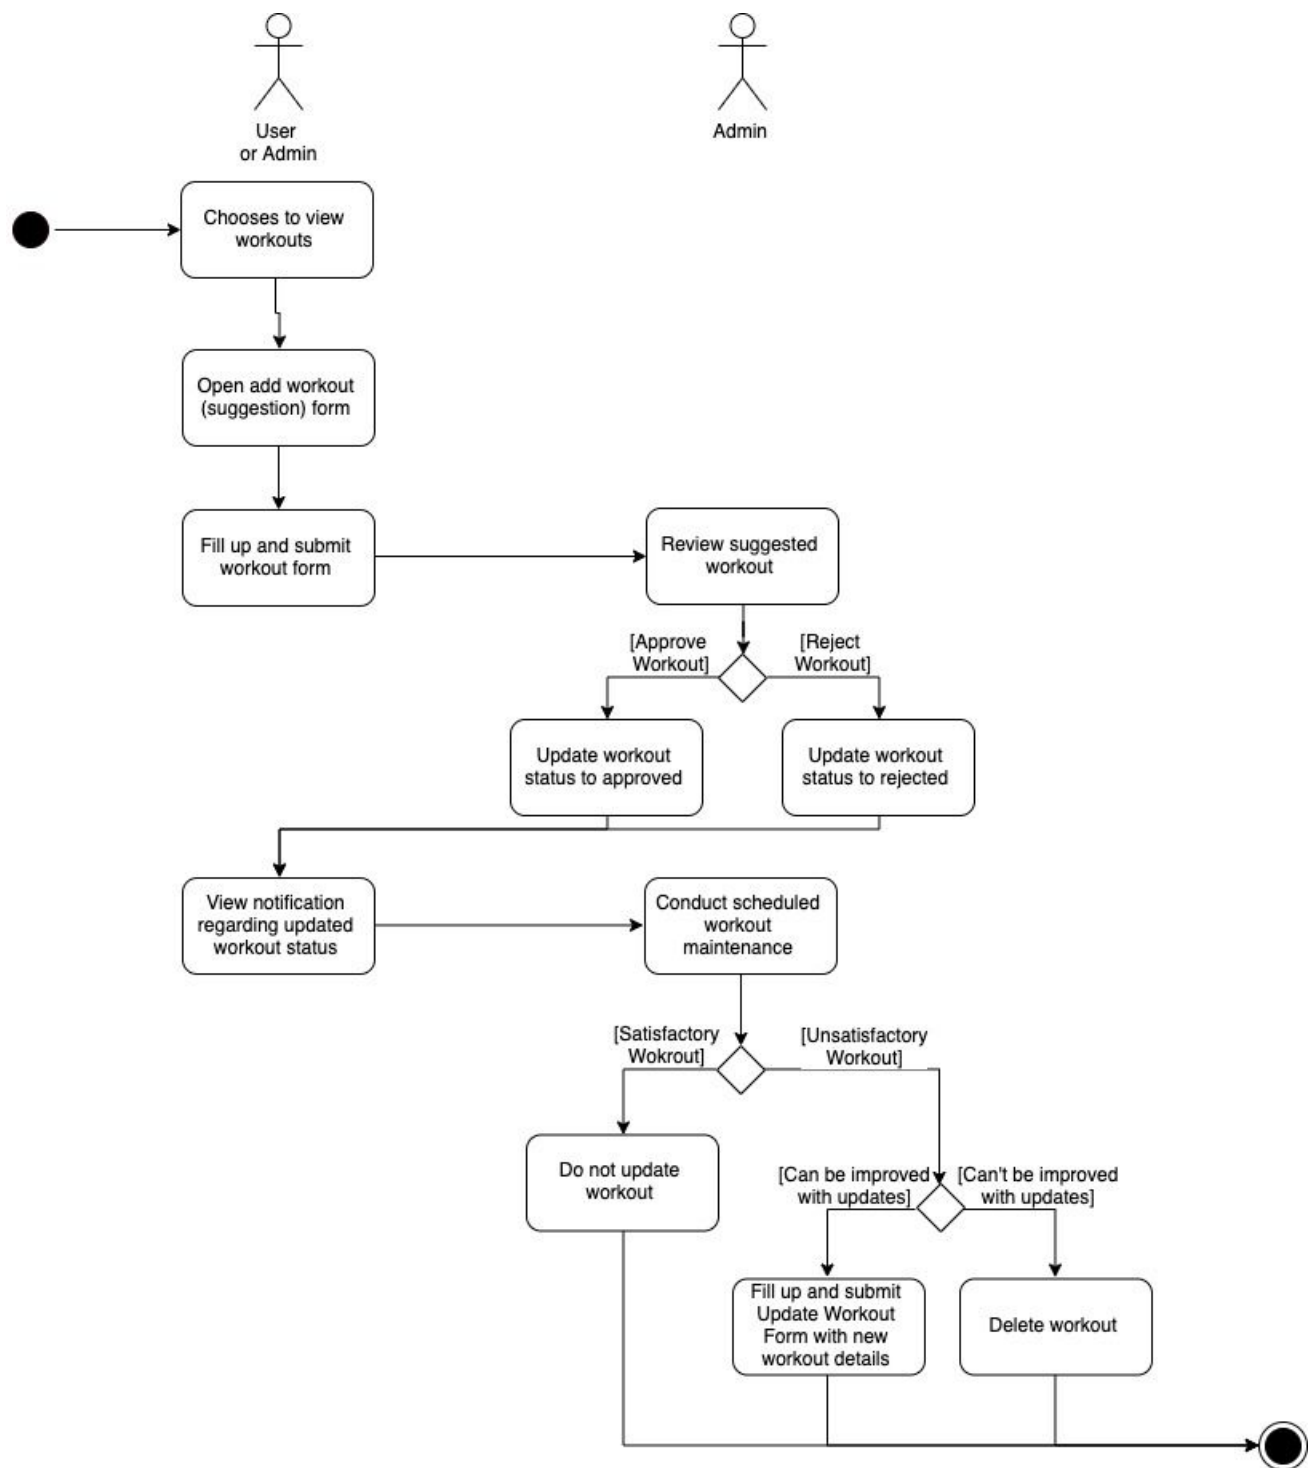 User
or Admin
Admin
Chooses to view
workouts
Open add workout
(suggestion) form
Fill up and submit
workout form
Review suggested
workout
[Approve
Workout]
[Reject
Workout]
Update workout
status to approved
Update workout
status to rejected
View notification
regarding updated
workout status
Conduct scheduled
workout
maintenance
[Satisfactory
Wokrout]
[Unsatisfactory
Workout]
Do not update
workout
[Can be improved
with updates]
[Can't be improved
with updates]
Fill up and submit
Update Workout
Form with new
workout details
Delete workout